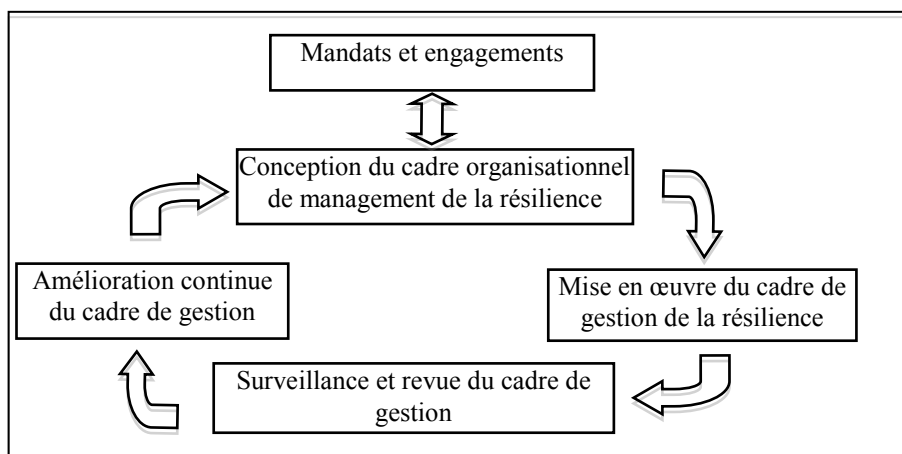 Mandats et engagements
Conception du cadre organisationnel
de management de la résilience
Amélioration continue
du cadre de gestion
Mise en œuvre du cadre de
gestion de la résilience
Surveillance et revue du cadre de
gestion